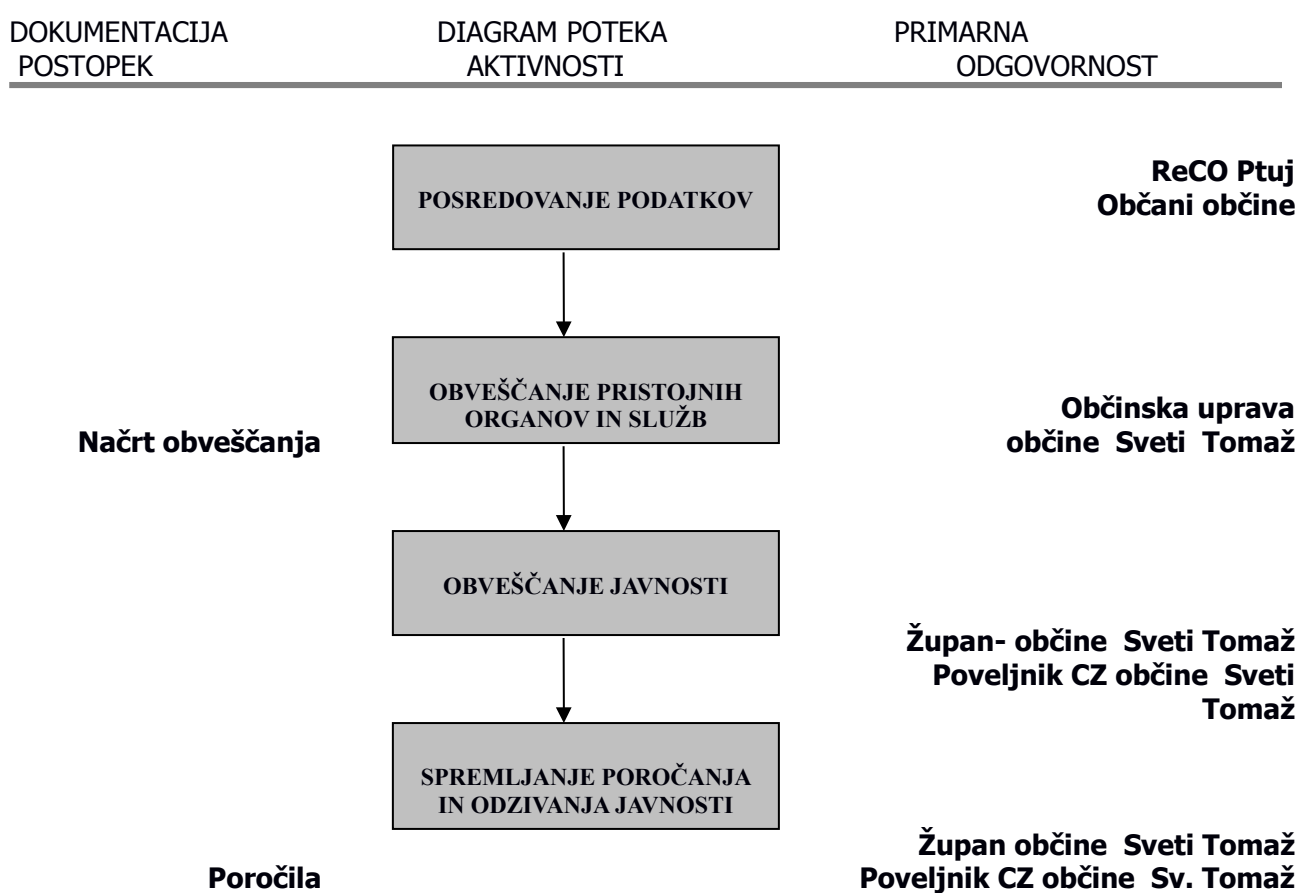 DOKUMENTACIJA DIAGRAM POTEKA PRIMARNA
POSTOPEK AKTIVNOSTI ODGOVORNOST
POSREDOVANJE PODATKOV
ReCO Ptuj
Občani občine
OBVEŠČANJE PRISTOJNIH
ORGANOV IN SLUŽB
Načrt obveščanja
Občinska uprava
občine Sveti Tomaž
OBVEŠČANJE JAVNOSTI
Župan- občine Sveti Tomaž
Poveljnik CZ občine Sveti
Tomaž
SPREMLJANJE POROČANJA
IN ODZIVANJA JAVNOSTI
Poročila
Župan občine Sveti Tomaž
Poveljnik CZ občine Sv. Tomaž